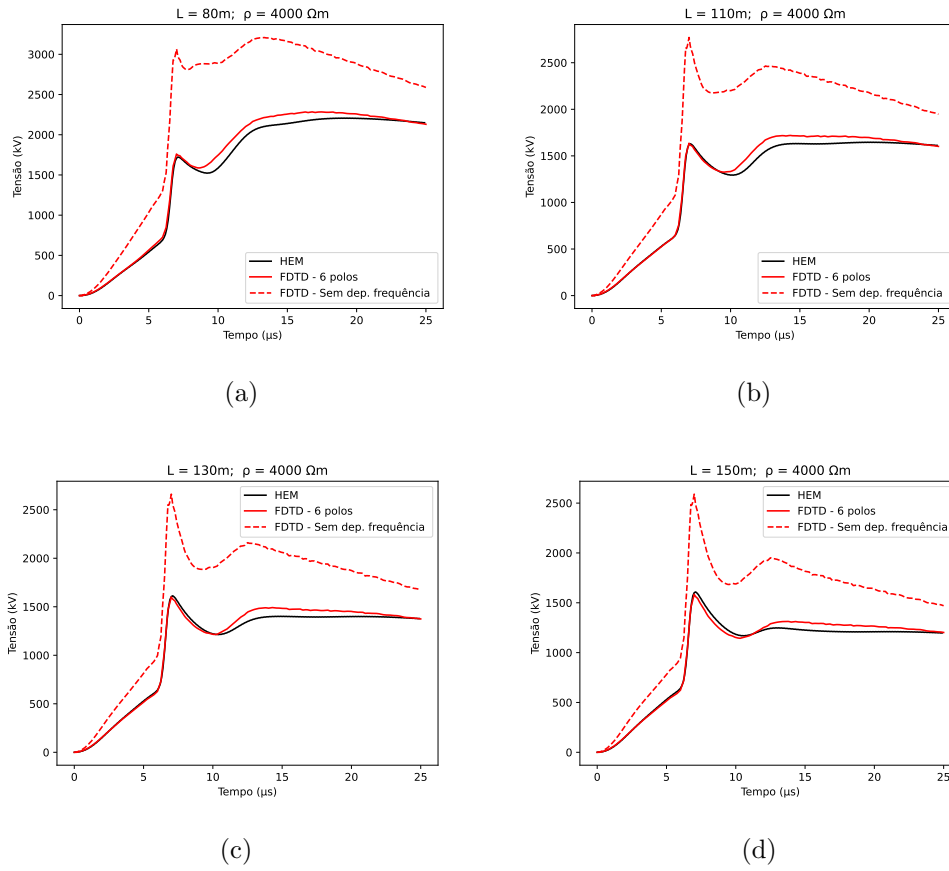 L = 80m;  ρ = 4000 Ωm
Tensão (kV)
3000
2500
2000
1500
1000
500
0
HEM
FDTD - 6 polos
FDTD - Sem dep. frequência
0 5 10 15 20 25
Tempo (μs)
(a)
L = 110m;  ρ = 4000 Ωm
Tensão (kV)
2500
2000
1500
1000
500
0
HEM
FDTD - 6 polos
FDTD - Sem dep. frequência
0 5 10 15 20 25
Tempo (μs)
(b)
L = 130m;  ρ = 4000 Ωm
HEM
FDTD - 6 polos
FDTD - Sem dep. frequência
Tensão (kV)
2500
2000
1500
1000
500
0
0 5 10 15 20 25
Tempo (μs)
(c)
L = 150m;  ρ = 4000 Ωm
HEM
FDTD - 6 polos
FDTD - Sem dep. frequência
Tensão (kV)
2500
2000
1500
1000
500
0
0 5 10 15 20 25
Tempo (μs)
(d)